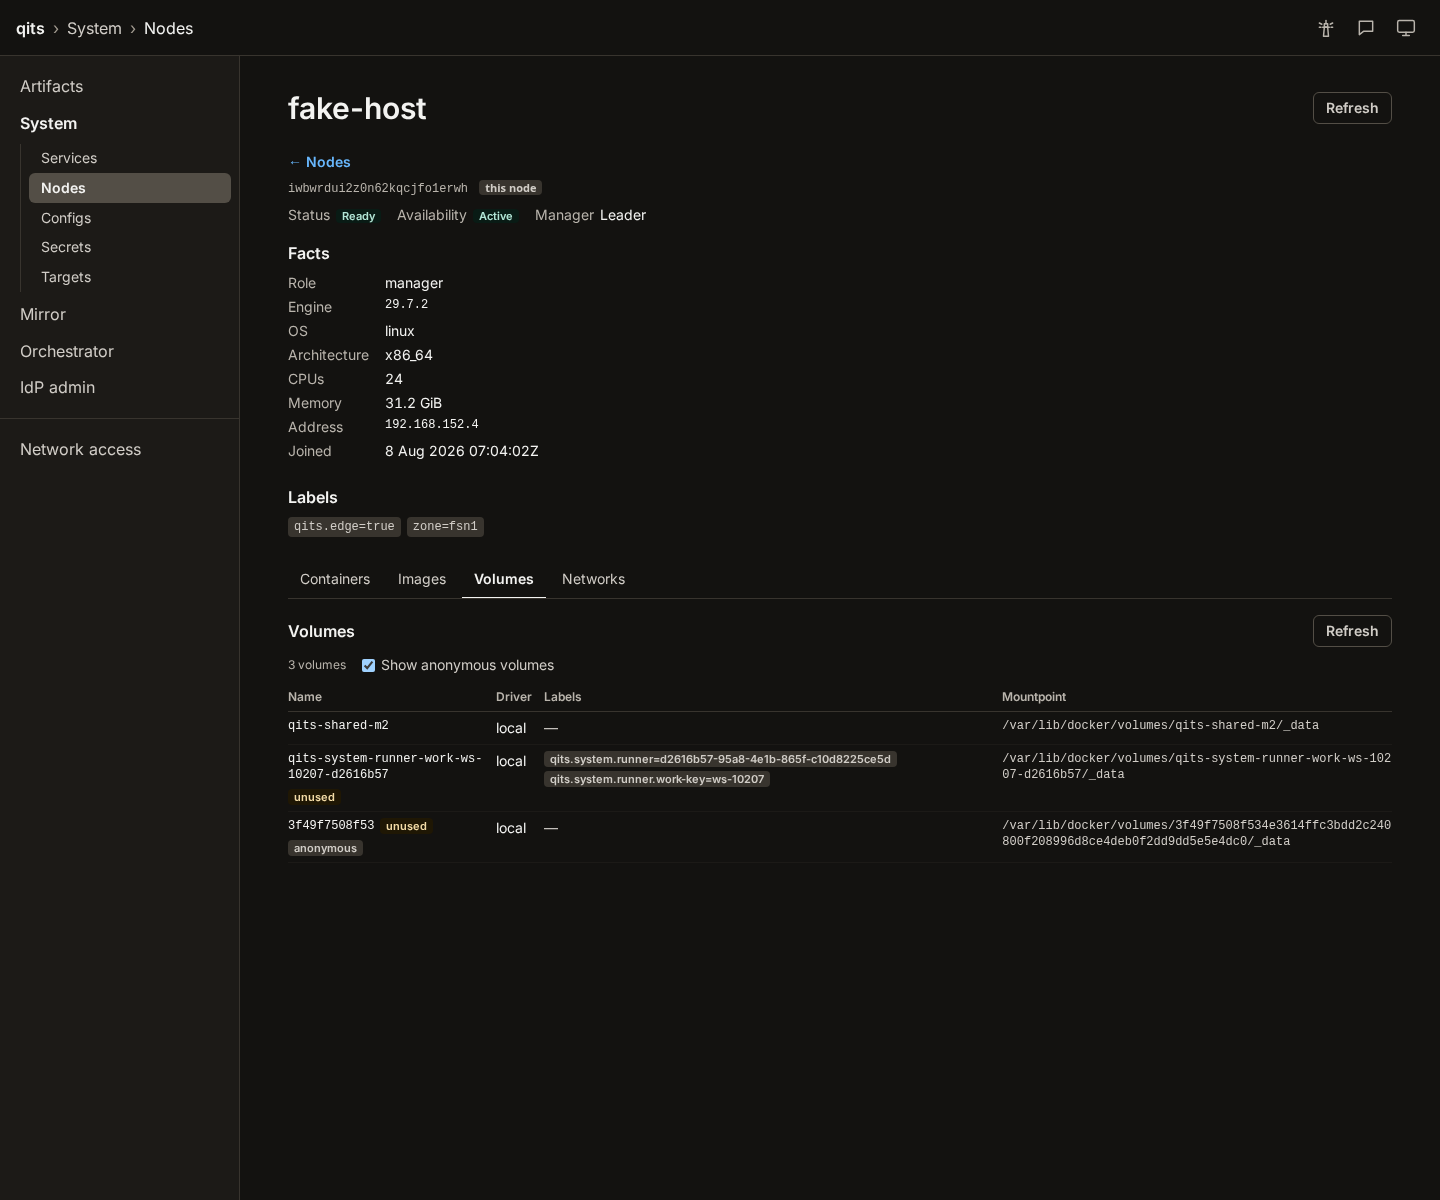 qits › System › Nodes
Artifacts
System
Services
Nodes
Configs
Secrets
Targets
Mirror
Orchestrator
IdP admin
Network access
fake-host
Refresh
← Nodes
iwbwrdui2z0n62kqcjfo1erwh this node
Status Ready Availability Active Manager Leader
Facts
Role manager
Engine 29.7.2
OS linux
Architecture x86_64
CPUs 24
Memory 31.2 GiB
Address 192.168.152.4
Joined 8 Aug 2026 07:04:02Z
Labels
qits.edge=true zone=fsn1
Containers Images Volumes Networks
Volumes
Refresh
3 volumes Show anonymous volumes
Name Driver Labels Mountpoint
qits-shared-m2 local — /var/lib/docker/volumes/qits-shared-m2/_data
qits-system-runner-work-ws-
10207-d2616b57
unused
local
qits.system.runner=d2616b57-95a8-4e1b-865f-c10d8225ce5d
qits.system.runner.work-key=ws-10207
/var/lib/docker/volumes/qits-system-runner-work-ws-102
07-d2616b57/_data
3f49f7508f53 unused
anonymous
local
—
/var/lib/docker/volumes/3f49f7508f534e3614ffc3bdd2c240
800f208996d8ce4deb0f2dd9dd5e5e4dc0/_data